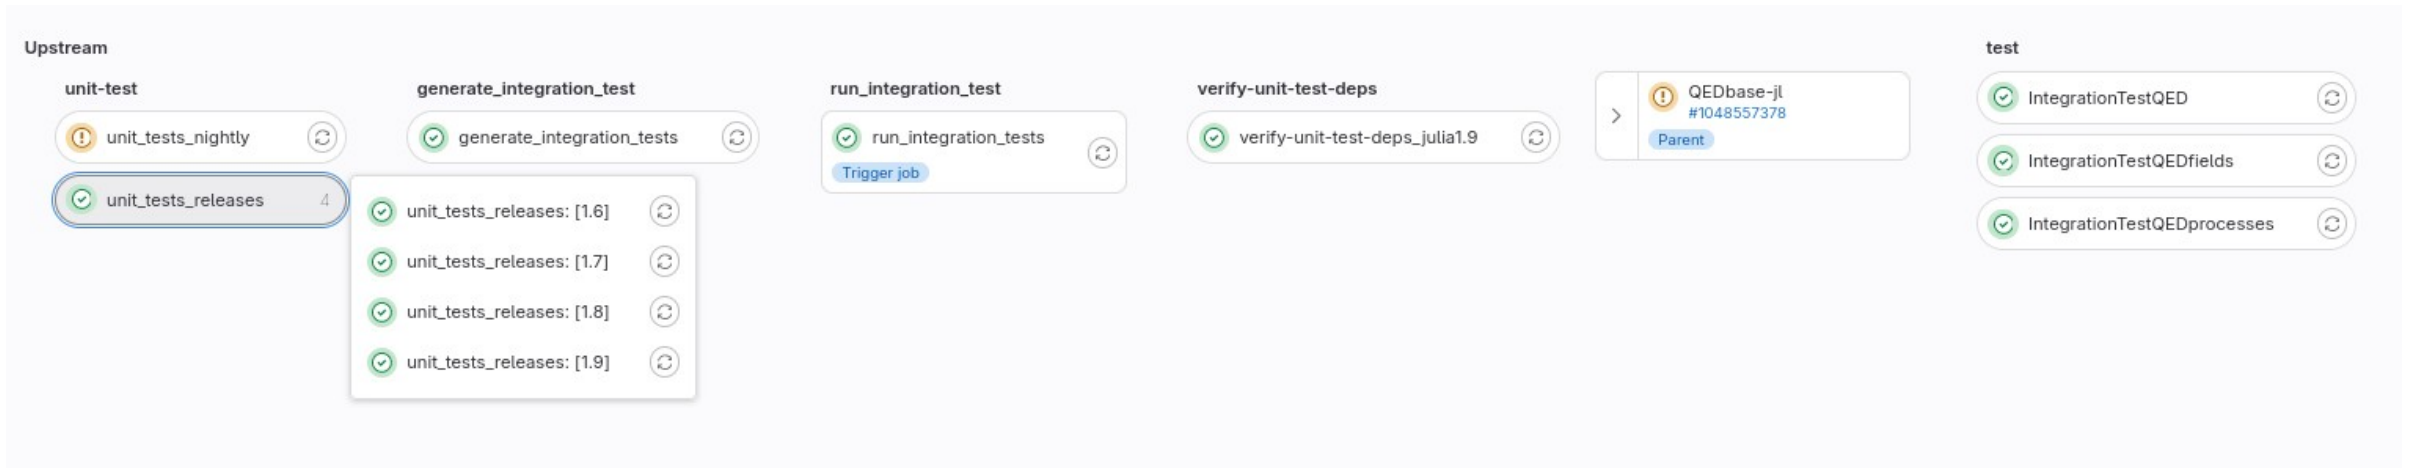 Upstream
unit-test
unit_tests_nightly
unit_tests_releases 4
unit_tests_releases: [1.6]
unit_tests_releases: [1.7]
unit_tests_releases: [1.8]
unit_tests_releases: [1.9]
generate_integration_test
generate_integration_tests
run_integration_test
run_integration_tests
Trigger job
verify-unit-test-deps
verify-unit-test-deps_julia1.9
QEDbase-jl
#1048557378
Parent
test
IntegrationTestQED
IntegrationTestQEDfields
IntegrationTestQEDprocesses